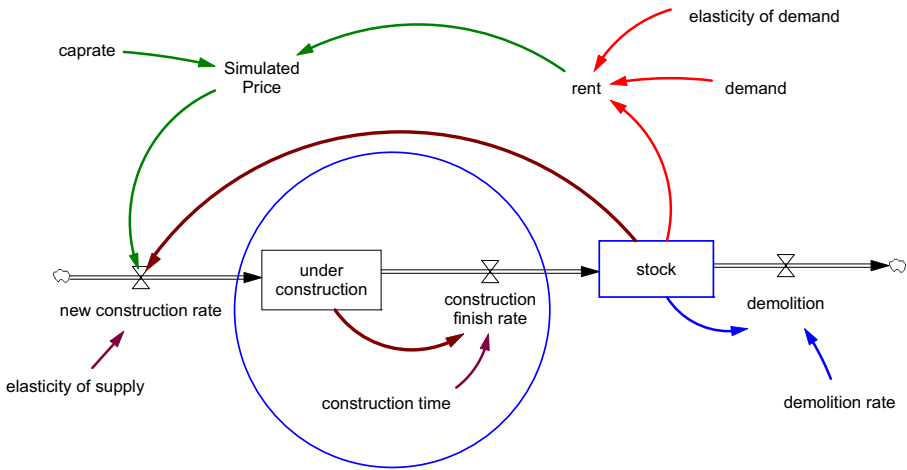 elasticity of demand
caprate
Simulated
Price
rent
demand
under
construction
stock
new construction rate
construction
finish rate
demolition
elasticity of supply
construction time
demolition rate